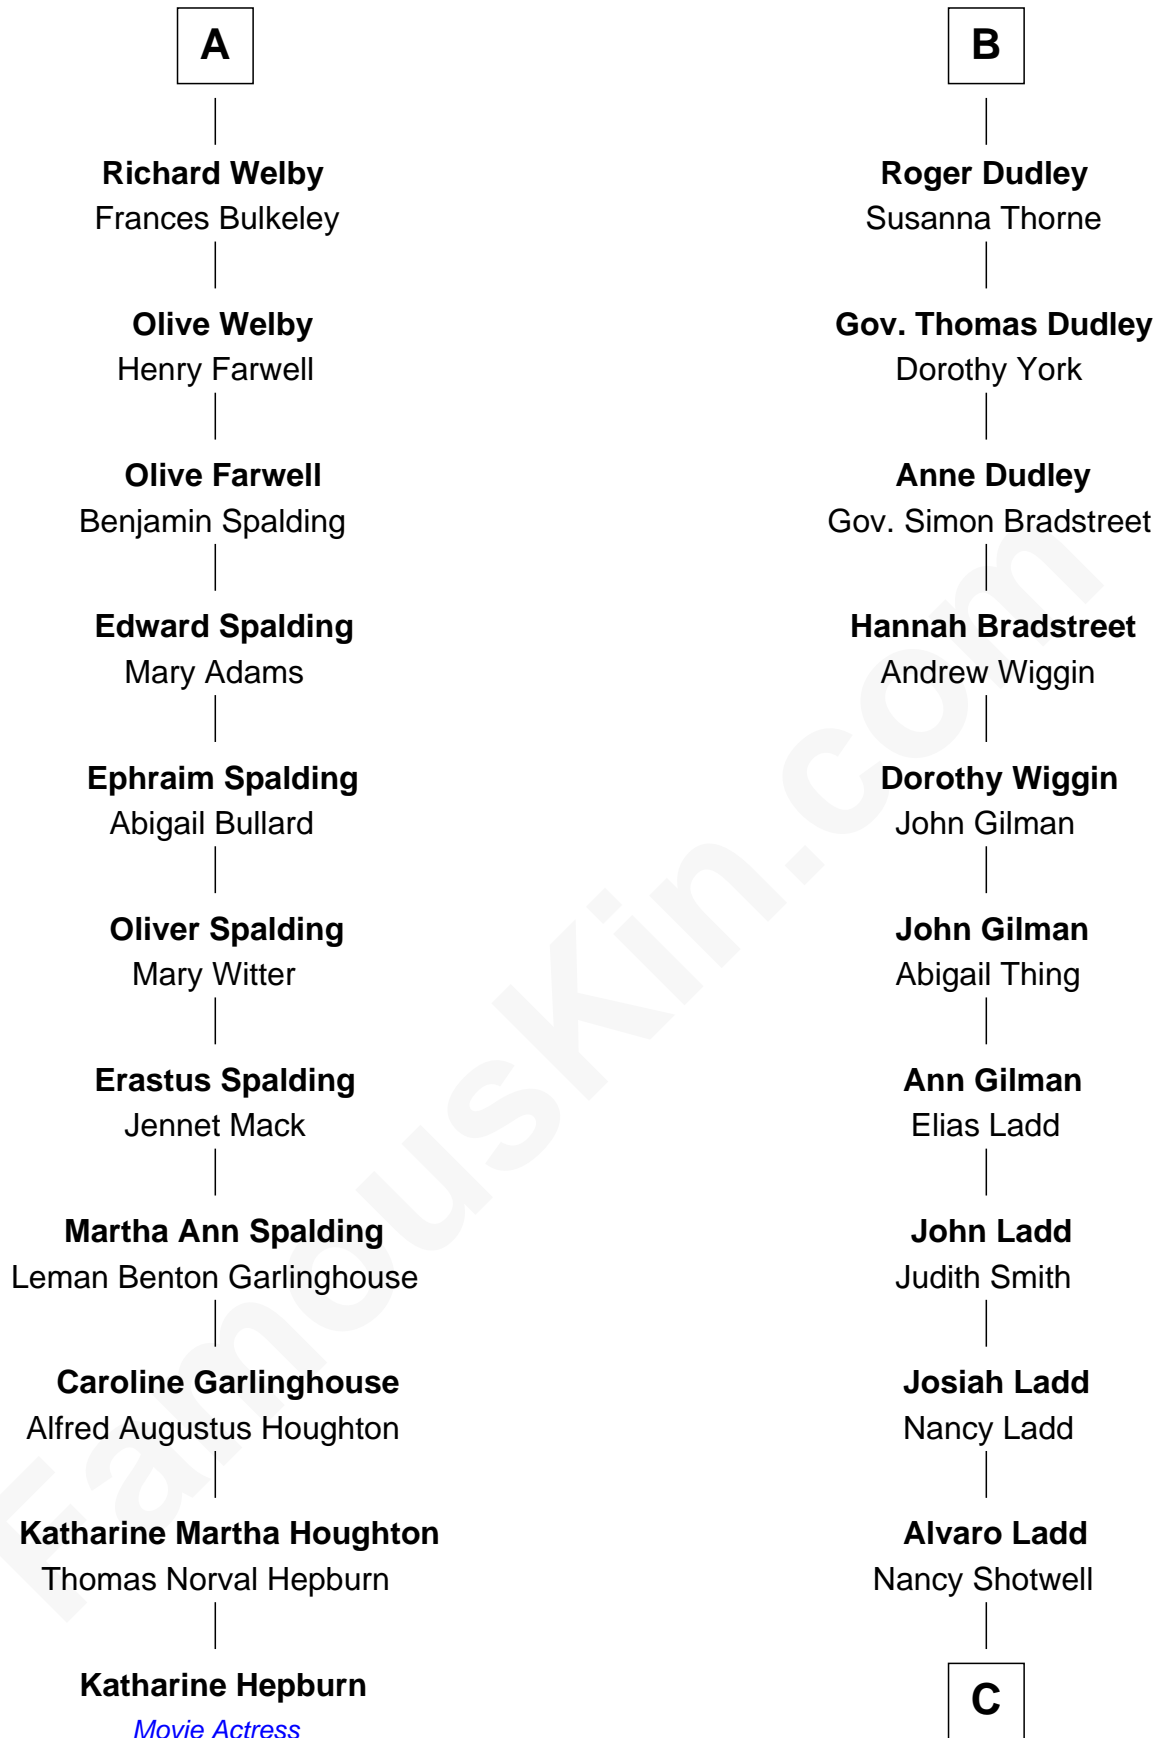 A
Richard Welby
Frances Bulkeley
Olive Welby
Henry Farwell
Olive Farwell
Benjamin Spalding
Edward Spalding
Mary Adams
Ephraim Spalding
Abigail Bullard
Oliver Spalding
Mary Witter
Erastus Spalding
Jennet Mack
Martha Ann Spalding
Leman Benton Garlinghouse
Caroline Garlinghouse
Alfred Augustus Houghton
Katharine Martha Houghton
Thomas Norval Hepburn
Katharine Hepburn
Movie Actress
B
Roger Dudley
Susanna Thorne
Gov. Thomas Dudley
Dorothy York
Anne Dudley
Gov. Simon Bradstreet
Hannah Bradstreet
Andrew Wiggin
Dorothy Wiggin
John Gilman
John Gilman
Abigail Thing
Ann Gilman
Elias Ladd
John Ladd
Judith Smith
Josiah Ladd
Nancy Ladd
Alvaro Ladd
Nancy Shotwell
C
FamousKin.com